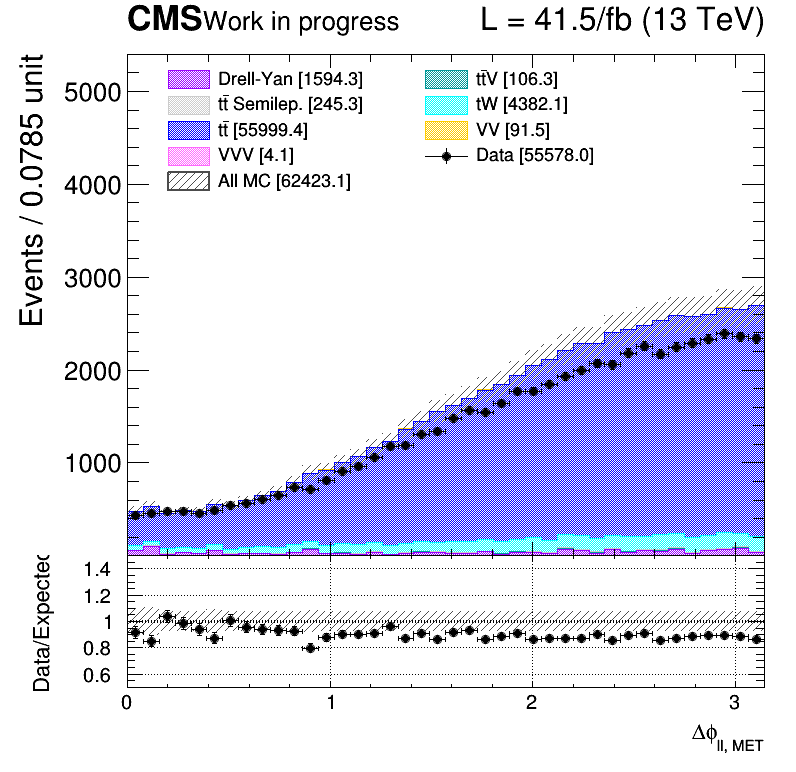 CMS Work in progress L = 41.5/fb (13 TeV)
Events / 0.0785 unit
5000
4000
3000
2000
1000
Drell-Yan [1594.3]
tt̄ Semilep. [245.3]
tt̄ [55999.4]
VVV [4.1]
All MC [62423.1]
tt̄V [106.3]
tW [4382.1]
VV [91.5]
Data [55578.0]
Data/Expected
1.4
1.2
1
0.8
0.6
0 1 2 3
Δϕll, MET